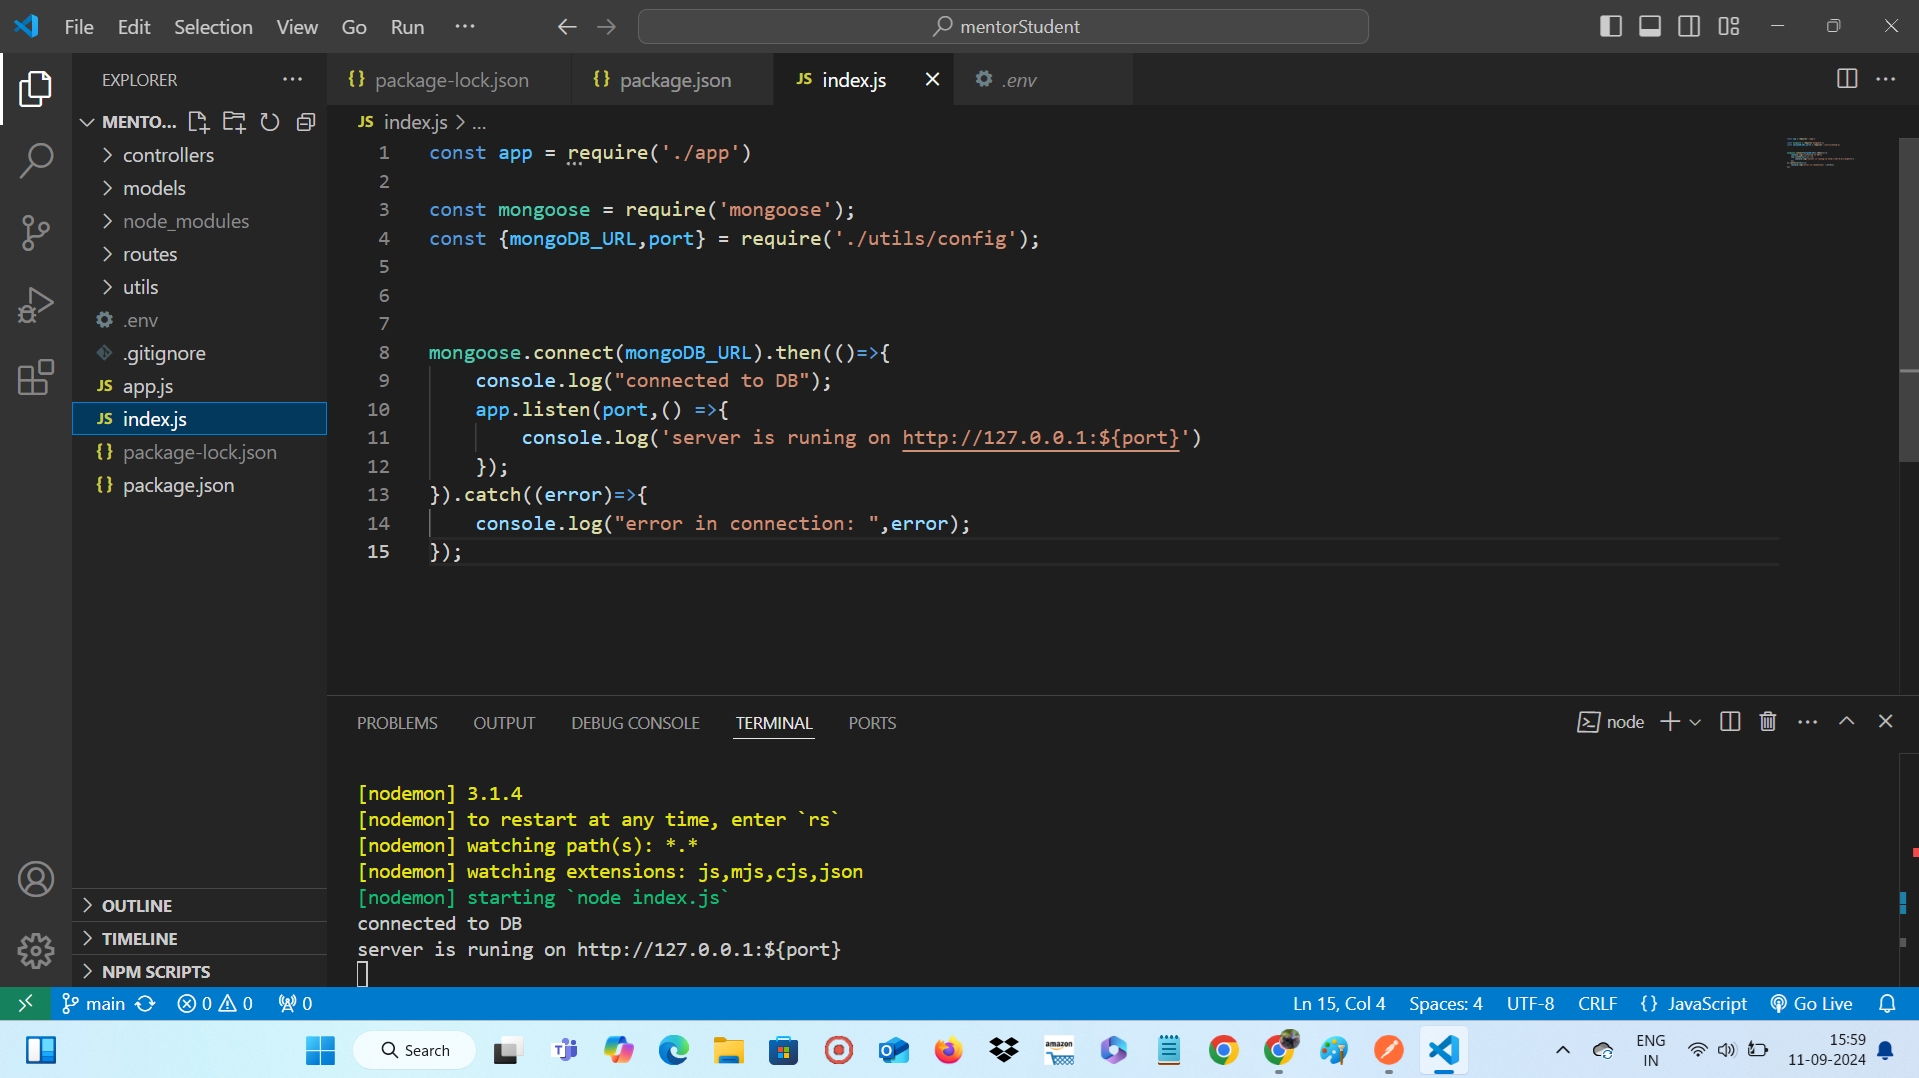 File Edit Selection View Go Run ···
mentorStudent
EXPLORER
package-lock.json
package.json
JS index.js
.env
MENTO...
JS index.js > ...
controllers
models
node_modules
routes
utils
.env
.gitignore
JS app.js
JS index.js
package-lock.json
package.json
OUTLINE
TIMELINE
NPM SCRIPTS
1 const app = require('./app')
2
3 const mongoose = require('mongoose');
4 const {mongoDB_URL,port} = require('./utils/config');
5
6
7
8 mongoose.connect(mongoDB_URL).then(()=>{
9 console.log("connected to DB");
10 app.listen(port,() =>{
11 console.log('server is runing on http://127.0.0.1:${port}')
12 });
13 }).catch((error)=>{
14 console.log("error in connection: ",error);
15 });
PROBLEMS OUTPUT DEBUG CONSOLE TERMINAL PORTS
node
[nodemon] 3.1.4
[nodemon] to restart at any time, enter `rs`
[nodemon] watching path(s): *.*
[nodemon] watching extensions: js,mjs,cjs,json
[nodemon] starting `node index.js`
connected to DB
server is runing on http://127.0.0.1:${port}
main 0 0 0
Ln 15, Col 4 Spaces: 4 UTF-8 CRLF {} JavaScript Go Live
Search
amazon
ENG
IN
15:59
11-09-2024